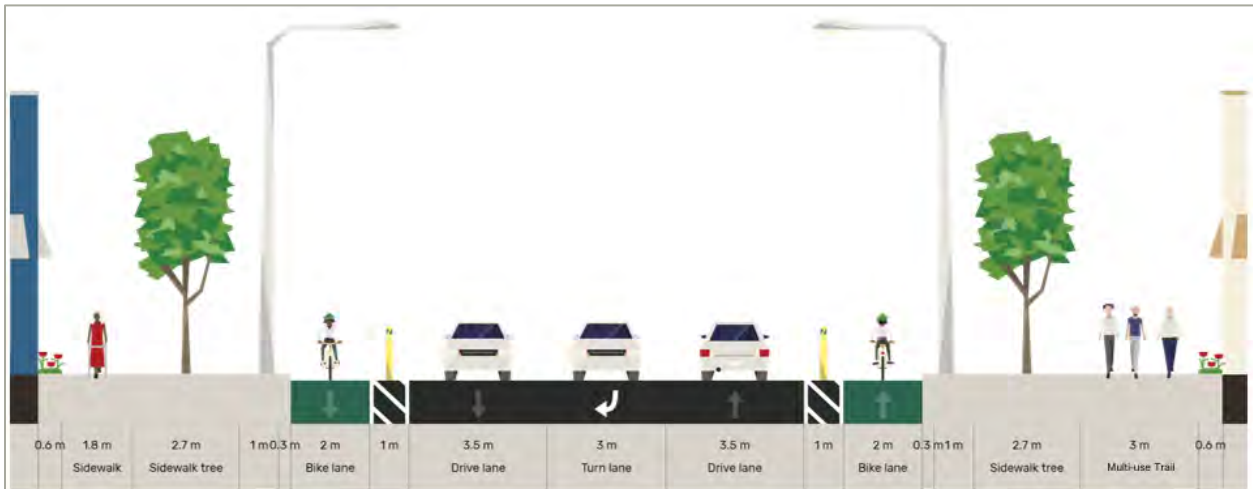 0.6 m 1.8 m 2.7 m 1 m 0.3 m 2 m 1 m 3.5 m 3 m 3.5 m 1 m 2 m 0.3 m 1 m 2.7 m 3 m 0.6 m
Sidewalk Sidewalk tree Bike lane Drive lane Turn lane Drive lane Bike lane Sidewalk tree Multi-use Trail